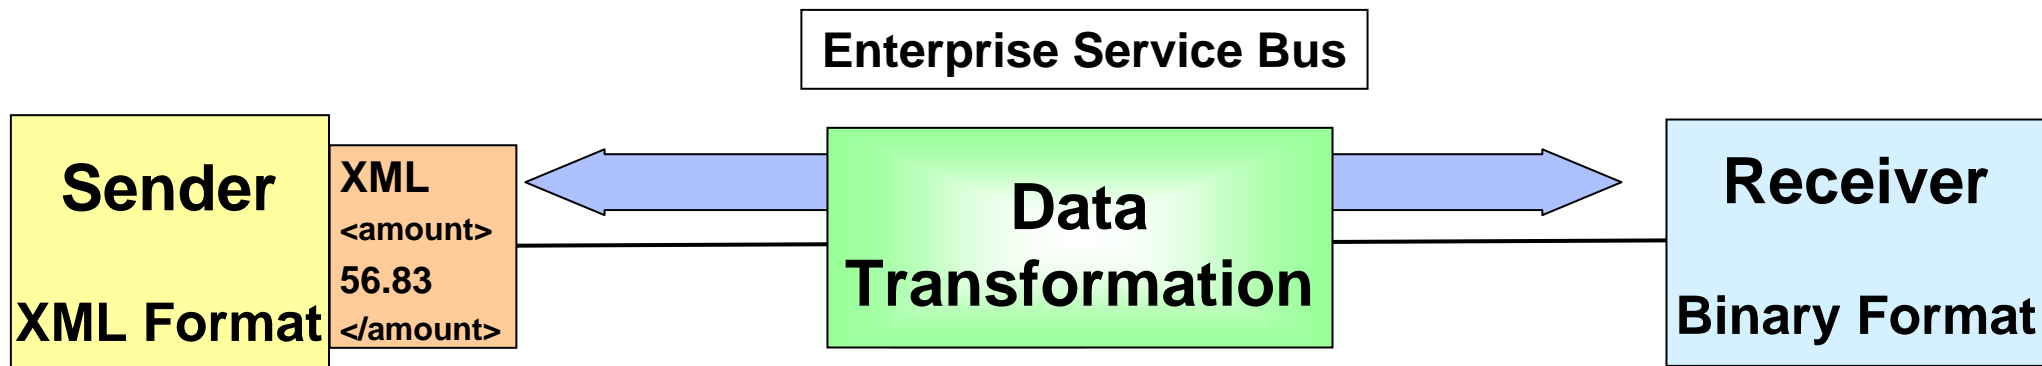 Enterprise Service Bus
Sender
XML Format
XML
<amount>
56.83
</amount>
Data
Transformation
Receiver
Binary Format